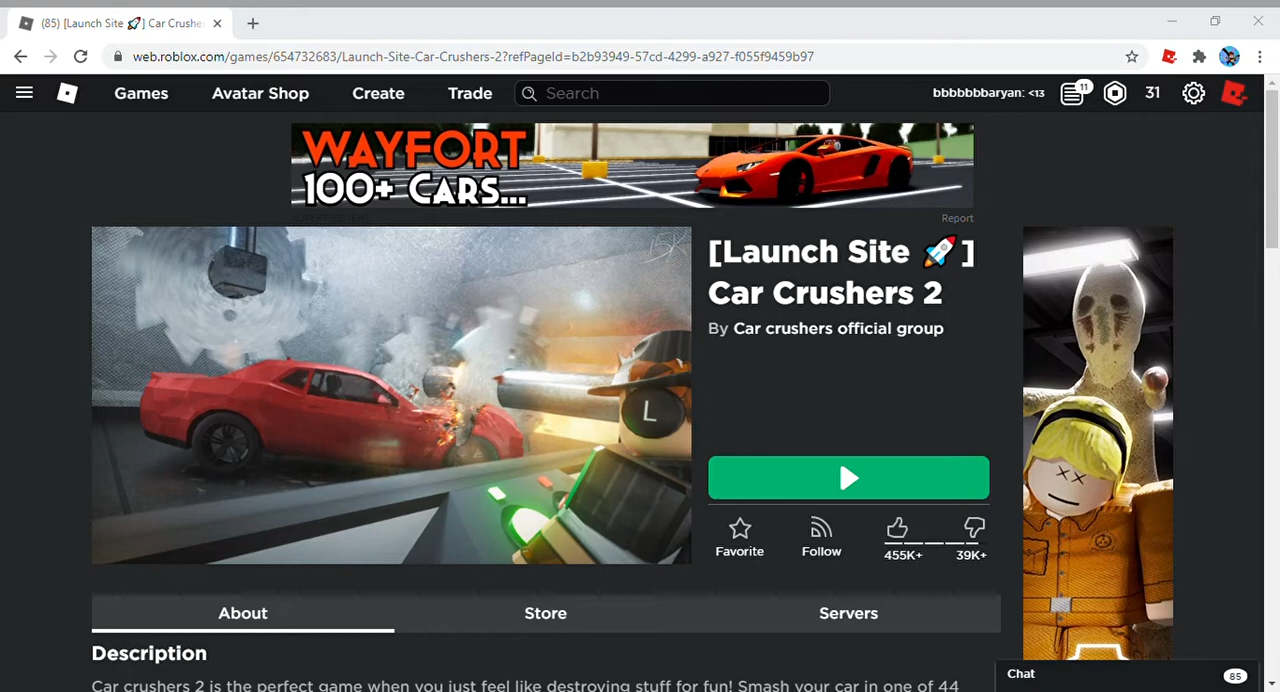 (85) [Launch Site 🚀] Car Crushe
web.roblox.com/games/654732683/Launch-Site-Car-Crushers-2?refPageId=b2b93949-57cd-4299-a927-f055f9459b97
Games Avatar Shop Create Trade Search bbbbbbbaryan: <13 11 31
WAYFORT
100+ CARS...
ADVERTISEMENT Report
15K
[Launch Site 🚀]
Car Crushers 2
By Car crushers official group
L
Favorite Follow 455K+ 39K+
About Store Servers
Description
Car crushers 2 is the perfect game when you just feel like destroying stuff for fun! Smash your car in one of 44
Chat 85